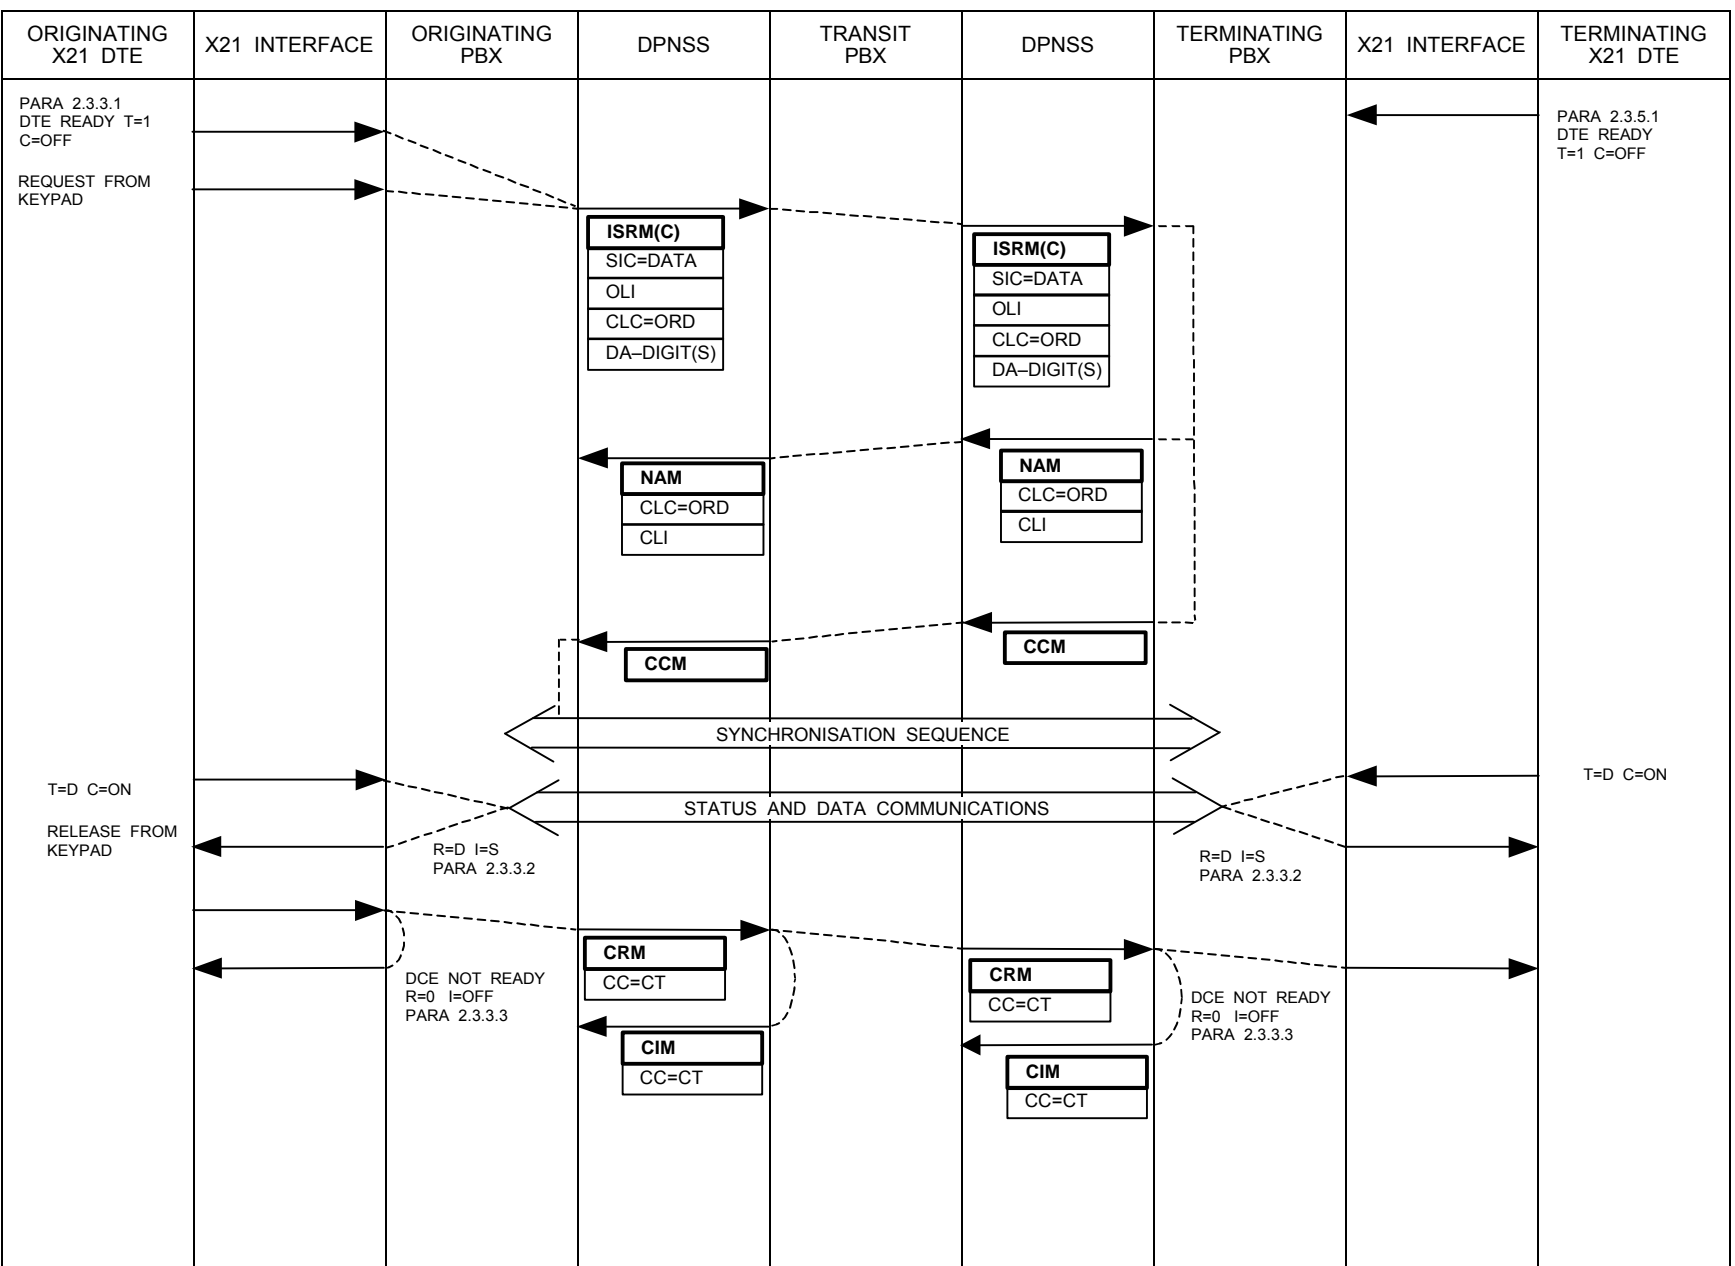 ORIGINATING
X21 DTE
X21 INTERFACE
ORIGINATING
PBX
DPNSS
TRANSIT
PBX
DPNSS
TERMINATING
PBX
X21 INTERFACE
TERMINATING
X21 DTE
PARA 2.3.3.1
DTE READY T=1
C=OFF
PARA 2.3.5.1
DTE READY
T=1 C=OFF
REQUEST FROM
KEYPAD
ISRM(C)
SIC=DATA
OLI
CLC=ORD
DA–DIGIT(S)
ISRM(C)
SIC=DATA
OLI
CLC=ORD
DA–DIGIT(S)
NAM
CLC=ORD
CLI
NAM
CLC=ORD
CLI
CCM
CCM
SYNCHRONISATION SEQUENCE
T=D C=ON
T=D C=ON
STATUS AND DATA COMMUNICATIONS
RELEASE FROM
KEYPAD
R=D I=S
PARA 2.3.3.2
R=D I=S
PARA 2.3.3.2
CRM
CC=CT
CRM
CC=CT
DCE NOT READY
R=0 I=OFF
PARA 2.3.3.3
DCE NOT READY
R=0 I=OFF
PARA 2.3.3.3
CIM
CC=CT
CIM
CC=CT